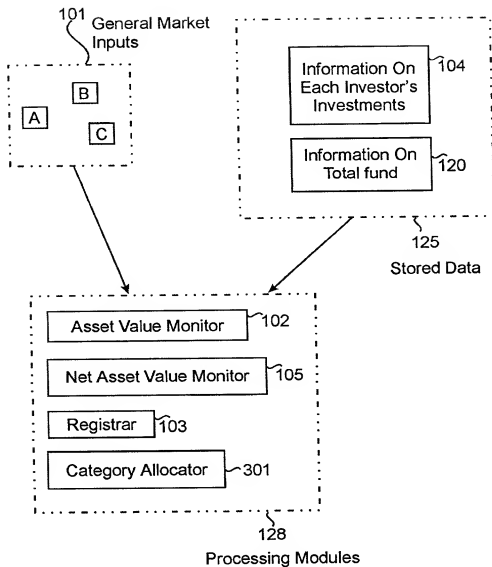 101 General Market
Inputs
A
B
C
Information On
Each Investor's
Investments
104
Information On
Total fund
120
125
Stored Data
Asset Value Monitor
102
Net Asset Value Monitor
105
Registrar
103
Category Allocator
301
128
Processing Modules